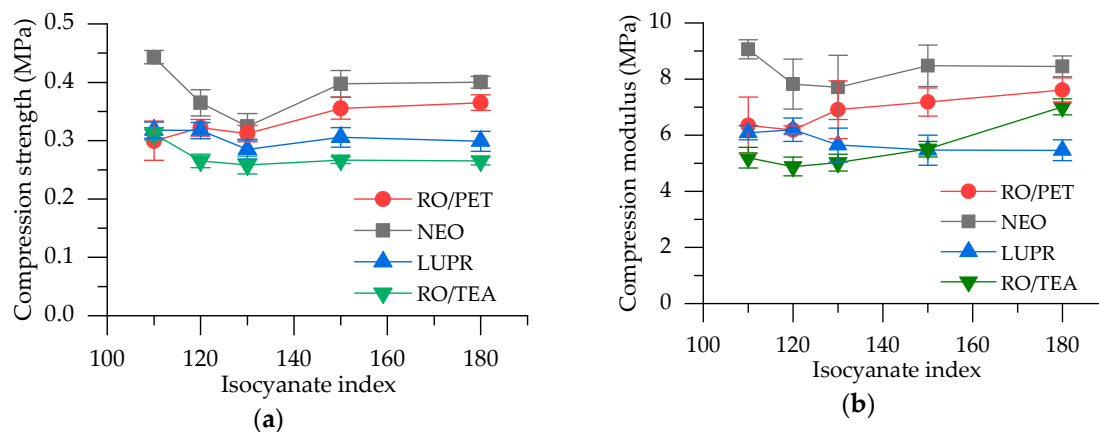 0.5
0.4
0.3
0.2
0.1
0.0
Compression strength (MPa)
RO/PET
NEO
LUPR
RO/TEA
100 120 140 160 180
Isocyanate index
(a)
10
8
6
4
2
0
Compression modulus (MPa)
RO/PET
NEO
LUPR
RO/TEA
100 120 140 160 180
Isocyanate index
(b)